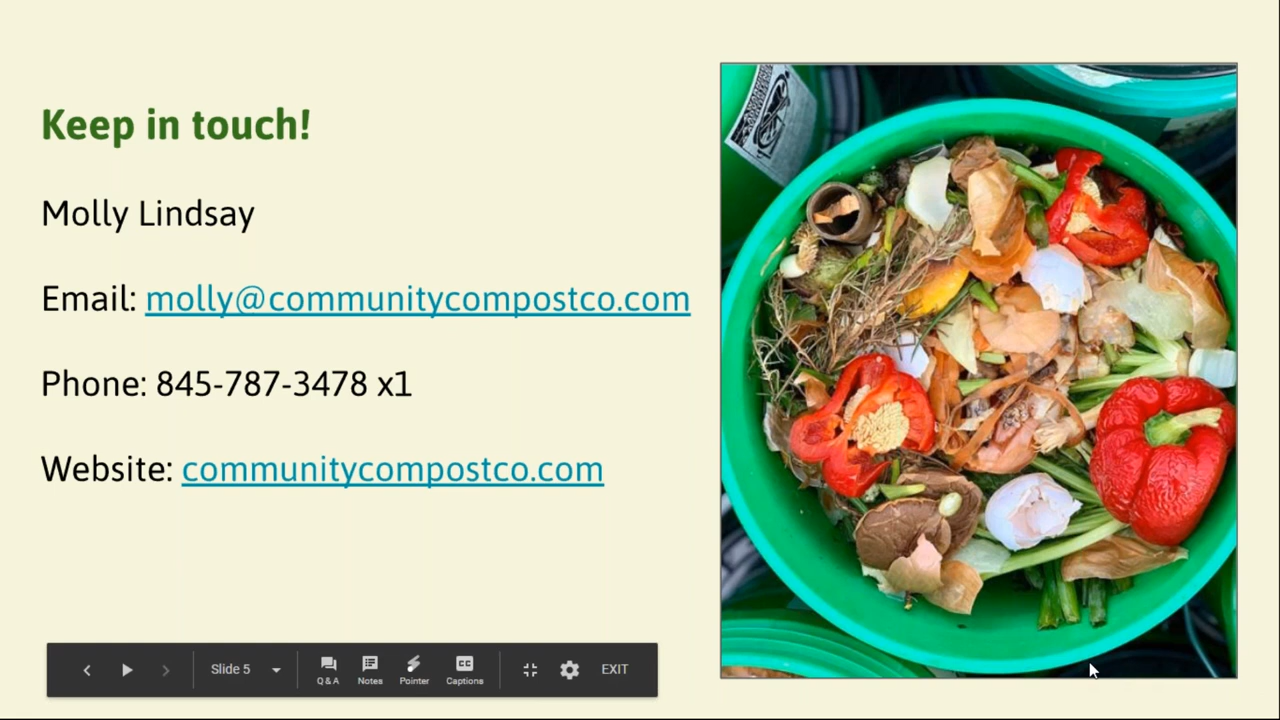 Keep in touch!
Molly Lindsay
Email: molly@communitycompostco.com
Phone: 845-787-3478 x1
Website: communitycompostco.com
Slide 5
Q & A
Notes
Pointer
CC
Captions
EXIT